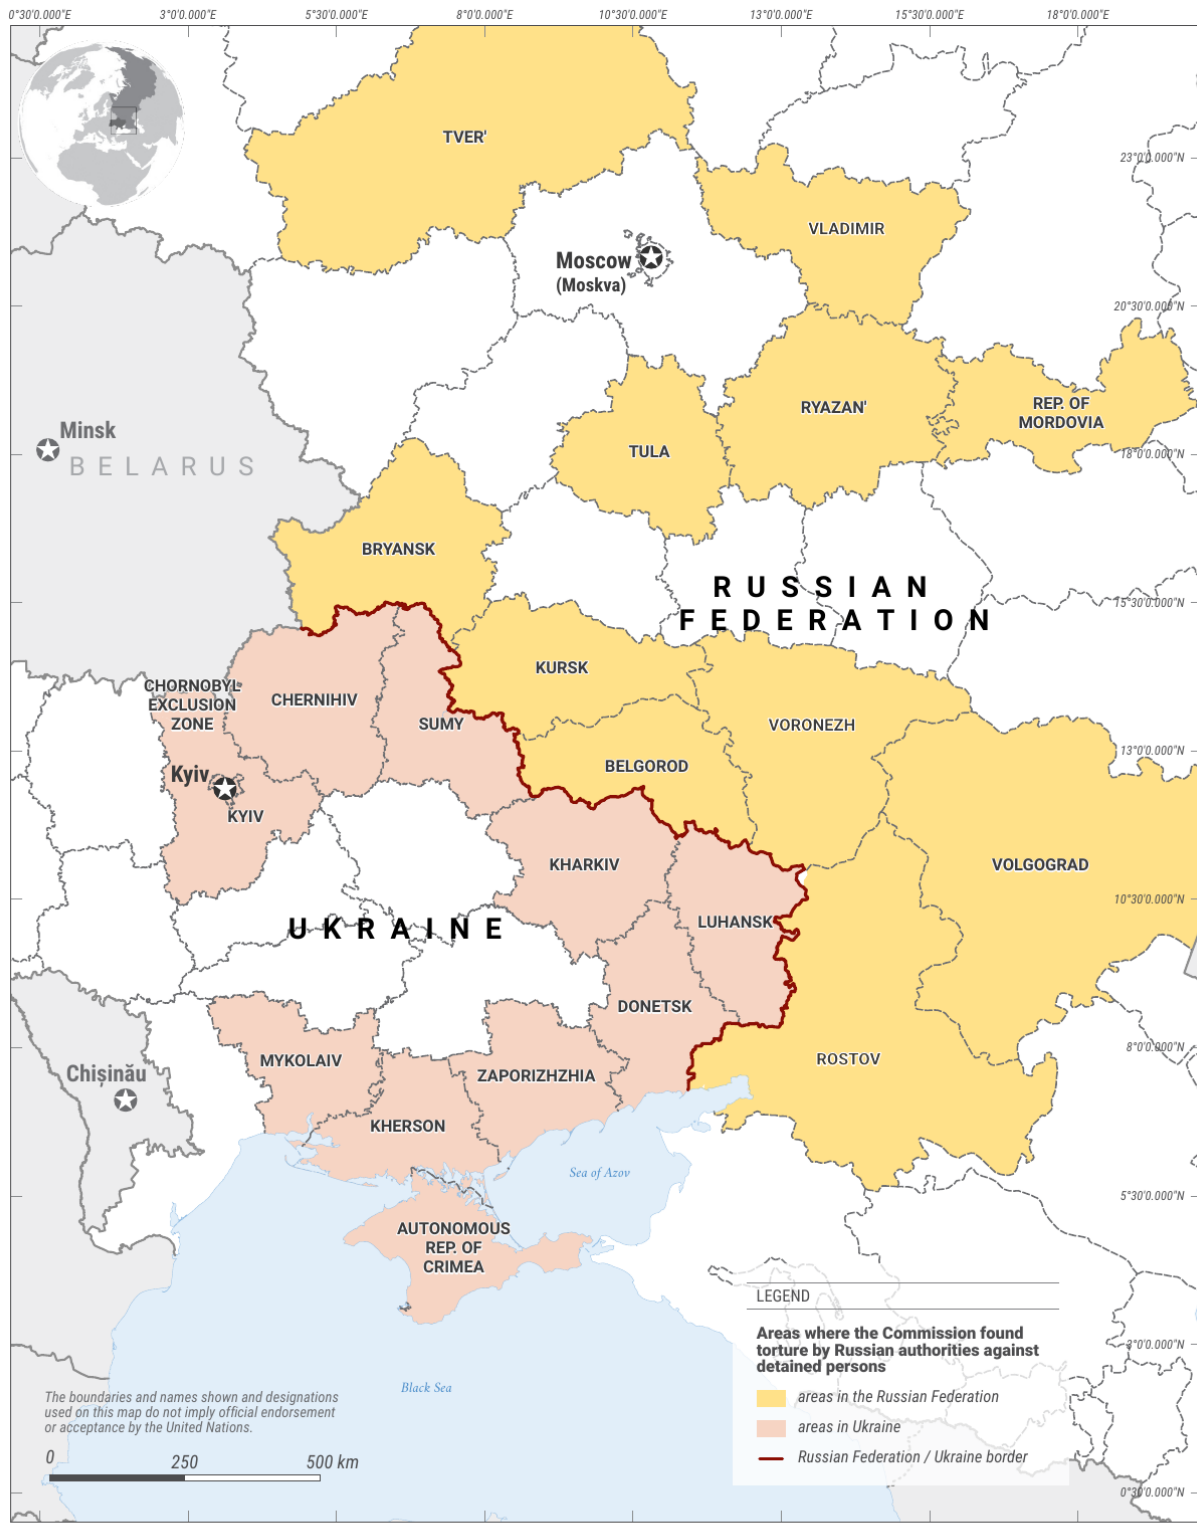 0°30'0.000"E
3°0'0.000"E
5°30'0.000"E
8°0'0.000"E
10°30'0.000"E
13°0'0.000"E
15°30'0.000"E
18°0'0.000"E
TVER'
23°0'0.000"N
VLADIMIR
Moscow
(Moskva)
20°30'0.000"N
RYAZAN'
REP. OF
MORDOVIA
Minsk
BELARUS
TULA
18°0'0.000"N
BRYANSK
RUSSIAN
FEDERATION
15°30'0.000"N
KURSK
CHORNOBYL
EXCLUSION
ZONE
CHERNIHIV
SUMY
VORONEZH
13°0'0.000"N
BELGOROD
Kyiv
KYIV
KHARKIV
VOLGOGRAD
10°30'0.000"N
LUHANSK
UKRAINE
DONETSK
8°0'0.000"N
MYKOLAIV
ROSTOV
Chișinău
ZAPORIZHZHIA
KHERSON
Sea of Azov
5°30'0.000"N
AUTONOMOUS
REP. OF
CRIMEA
LEGEND
Areas where the Commission found
torture by Russian authorities against
detained persons
areas in the Russian Federation
areas in Ukraine
Russian Federation / Ukraine border
3°0'0.000"N
Black Sea
The boundaries and names shown and designations
used on this map do not imply official endorsement
or acceptance by the United Nations.
0
250
500 km
0°30'0.000"N